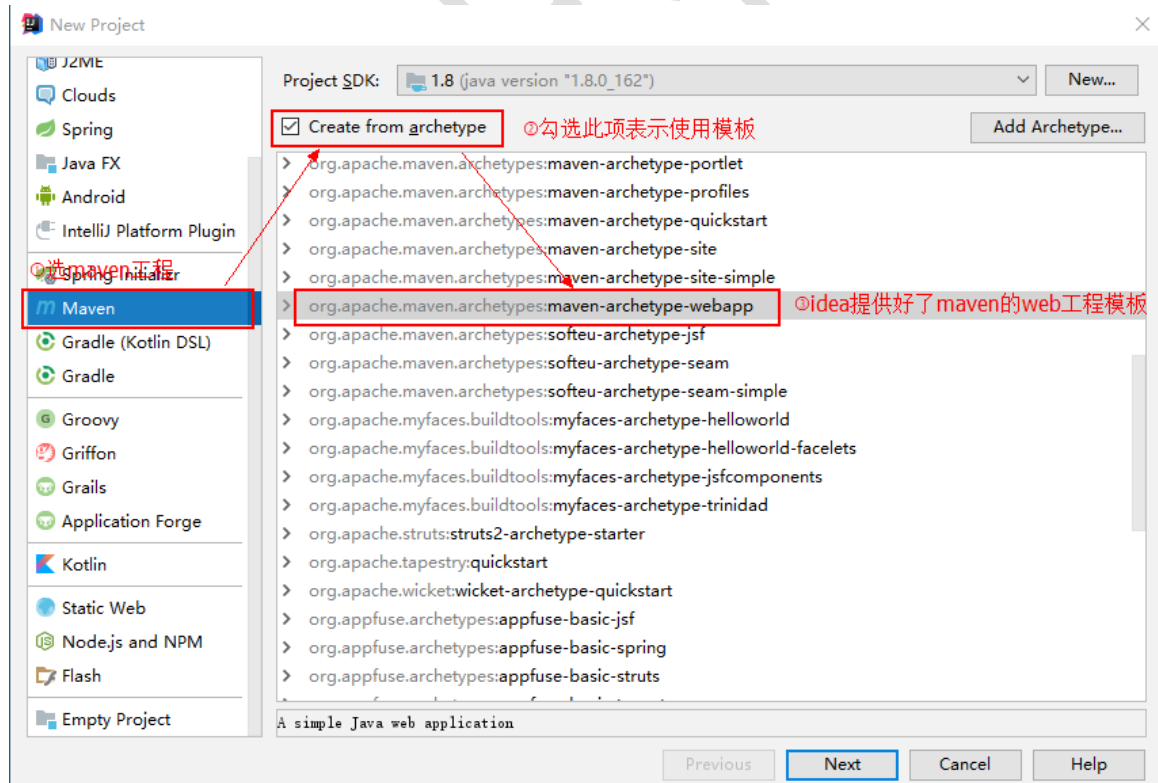 New Project
J2ME
Clouds
Spring
Java FX
Android
IntelliJ Platform Plugin
①选maven工程
Spring Initializr
Maven
Gradle (Kotlin DSL)
Gradle
Groovy
Griffon
Grails
Application Forge
Kotlin
Static Web
Node.js and NPM
Flash
Empty Project
Project SDK: 1.8 (java version "1.8.0_162") New...
Create from archetype ②勾选此项表示使用模板 Add Archetype...
org.apache.maven.archetypes:maven-archetype-portlet
org.apache.maven.archetypes:maven-archetype-profiles
org.apache.maven.archetypes:maven-archetype-quickstart
org.apache.maven.archetypes:maven-archetype-site
org.apache.maven.archetypes:maven-archetype-site-simple
org.apache.maven.archetypes:maven-archetype-webapp ③idea提供好了maven的web工程模板
org.apache.maven.archetypes:softeu-archetype-jsf
org.apache.maven.archetypes:softeu-archetype-seam
org.apache.maven.archetypes:softeu-archetype-seam-simple
org.apache.myfaces.buildtools:myfaces-archetype-helloworld
org.apache.myfaces.buildtools:myfaces-archetype-helloworld-facelets
org.apache.myfaces.buildtools:myfaces-archetype-jsfcomponents
org.apache.myfaces.buildtools:myfaces-archetype-trinidad
org.apache.struts:struts2-archetype-starter
org.apache.tapestry:quickstart
org.apache.wicket:wicket-archetype-quickstart
org.appfuse.archetypes:appfuse-basic-jsf
org.appfuse.archetypes:appfuse-basic-spring
org.appfuse.archetypes:appfuse-basic-struts
A simple Java web application
Previous Next Cancel Help